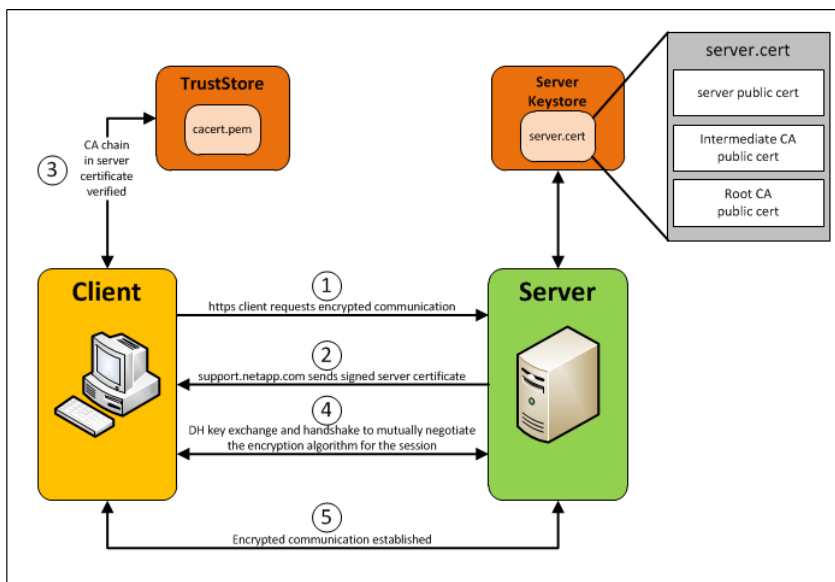 TrustStore
cacert.pem
Server
Keystore
server.cert
server.cert
server public cert
Intermediate CA
public cert
Root CA
public cert
3
CA chain
in server
certificate
verified
Client
Server
1
https client requests encrypted communication
2
support.netapp.com sends signed server certificate
4
DH key exchange and handshake to mutually negotiate
the encryption algorithm for the session
5
Encrypted communication established